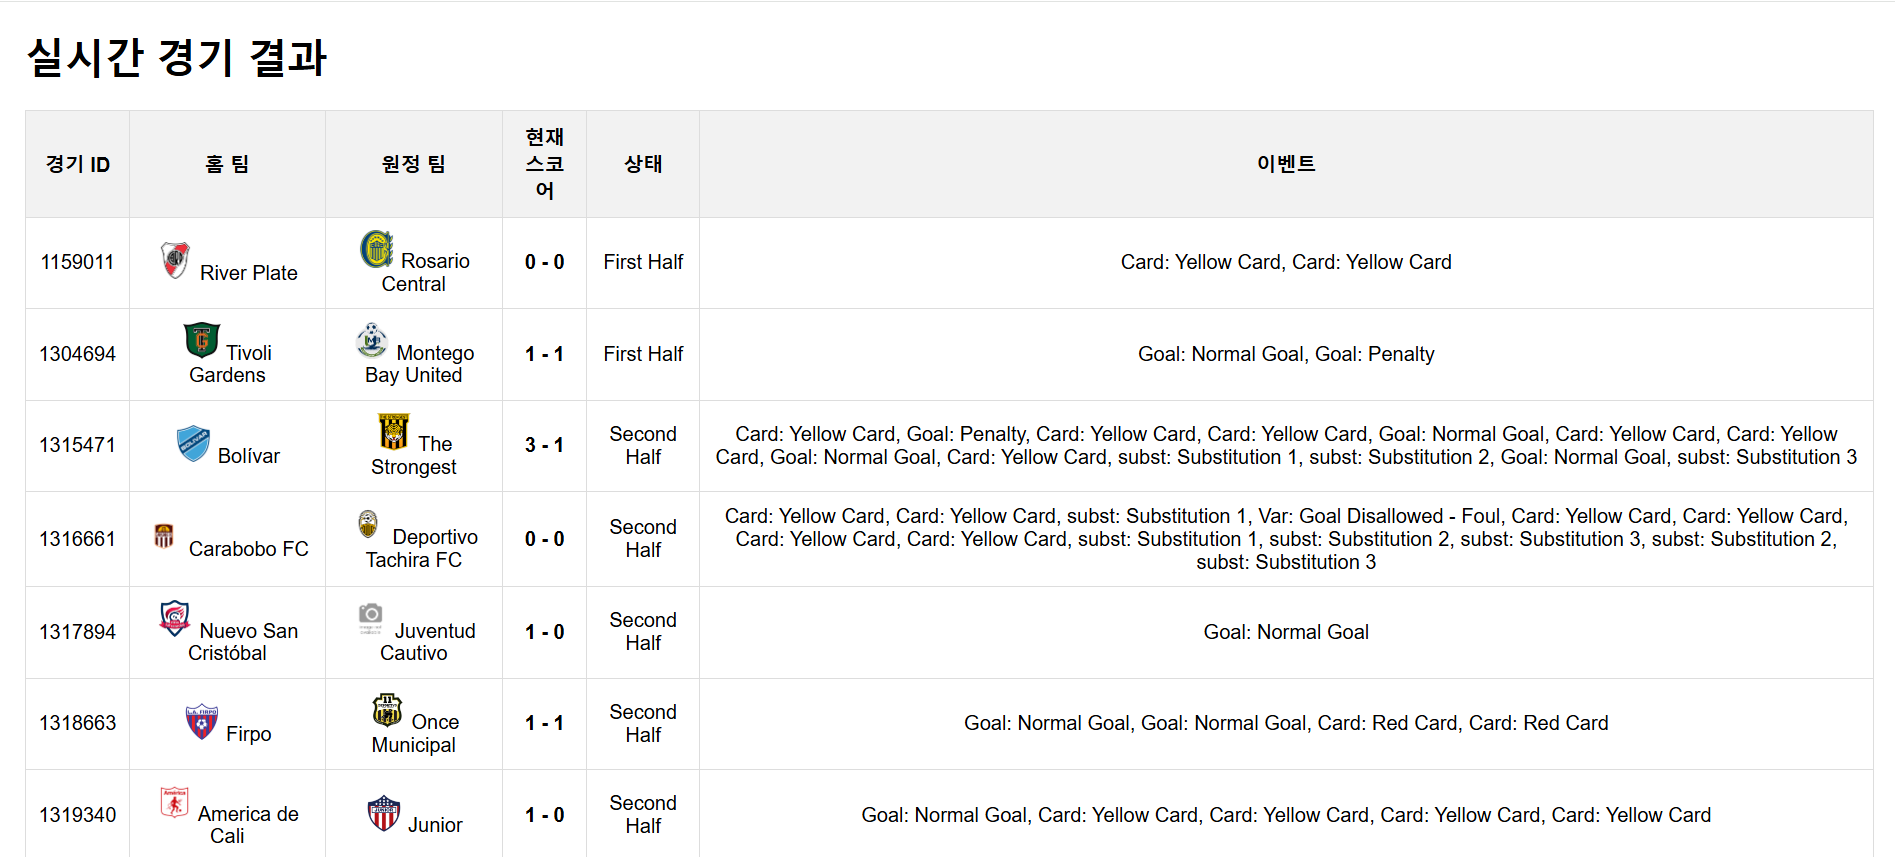 실시간 경기 결과
경기 ID
홈 팀
원정 팀
현재
스코
어
상태
이벤트
1159011
River Plate
Rosario
Central
0 - 0
First Half
Card: Yellow Card, Card: Yellow Card
1304694
Tivoli
Gardens
Montego
Bay United
1 - 1
First Half
Goal: Normal Goal, Goal: Penalty
1315471
Bolívar
The
Strongest
3 - 1
Second
Half
Card: Yellow Card, Goal: Penalty, Card: Yellow Card, Card: Yellow Card, Goal: Normal Goal, Card: Yellow Card, Card: Yellow
Card, Goal: Normal Goal, Card: Yellow Card, subst: Substitution 1, subst: Substitution 2, Goal: Normal Goal, subst: Substitution 3
1316661
Carabobo FC
Deportivo
Tachira FC
0 - 0
Second
Half
Card: Yellow Card, Card: Yellow Card, subst: Substitution 1, Var: Goal Disallowed - Foul, Card: Yellow Card, Card: Yellow Card,
Card: Yellow Card, Card: Yellow Card, subst: Substitution 1, subst: Substitution 2, subst: Substitution 3, subst: Substitution 2,
subst: Substitution 3
1317894
Nuevo San
Cristóbal
Juventud
Cautivo
1 - 0
Second
Half
Goal: Normal Goal
1318663
Firpo
Once
Municipal
1 - 1
Second
Half
Goal: Normal Goal, Goal: Normal Goal, Card: Red Card, Card: Red Card
1319340
America de
Cali
Junior
1 - 0
Second
Half
Goal: Normal Goal, Card: Yellow Card, Card: Yellow Card, Card: Yellow Card, Card: Yellow Card